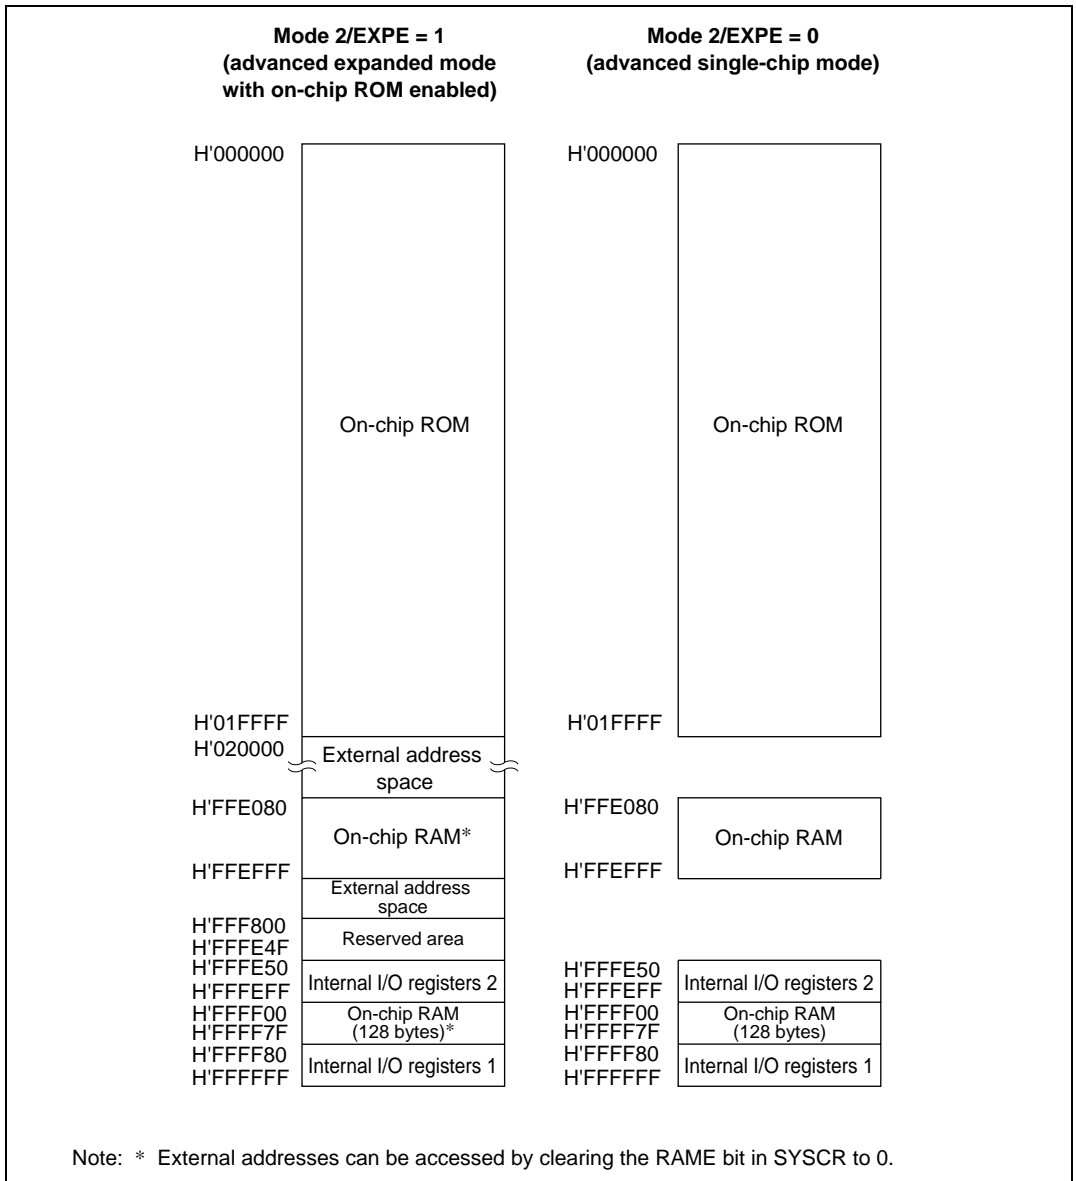 Mode 2/EXPE = 1
(advanced expanded mode
with on-chip ROM enabled)
Mode 2/EXPE = 0
(advanced single-chip mode)
H'000000
On-chip ROM
H'01FFFF
H'020000
External address
space
H'FFE080
On-chip RAM*
H'FFEFFF
External address
space
H'FFF800
Reserved area
H'FFFE4F
H'FFFE50
Internal I/O registers 2
H'FFFEFF
H'FFFF00
On-chip RAM
(128 bytes)*
H'FFFF7F
H'FFFF80
Internal I/O registers 1
H'FFFFFF
H'000000
On-chip ROM
H'01FFFF
H'FFE080
On-chip RAM
H'FFEFFF
H'FFFE50
Internal I/O registers 2
H'FFFEFF
H'FFFF00
On-chip RAM
(128 bytes)
H'FFFF7F
H'FFFF80
Internal I/O registers 1
H'FFFFFF
Note: * External addresses can be accessed by clearing the RAME bit in SYSCR to 0.